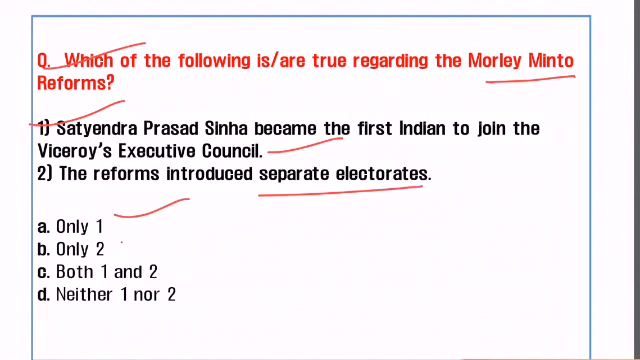 Q. Which of the following is/are true regarding the Morley Minto
Reforms?
1) Satyendra Prasad Sinha became the first Indian to join the
Viceroy's Executive Council.
2) The reforms introduced separate electorates.
a. Only 1
b. Only 2
c. Both 1 and 2
d. Neither 1 nor 2